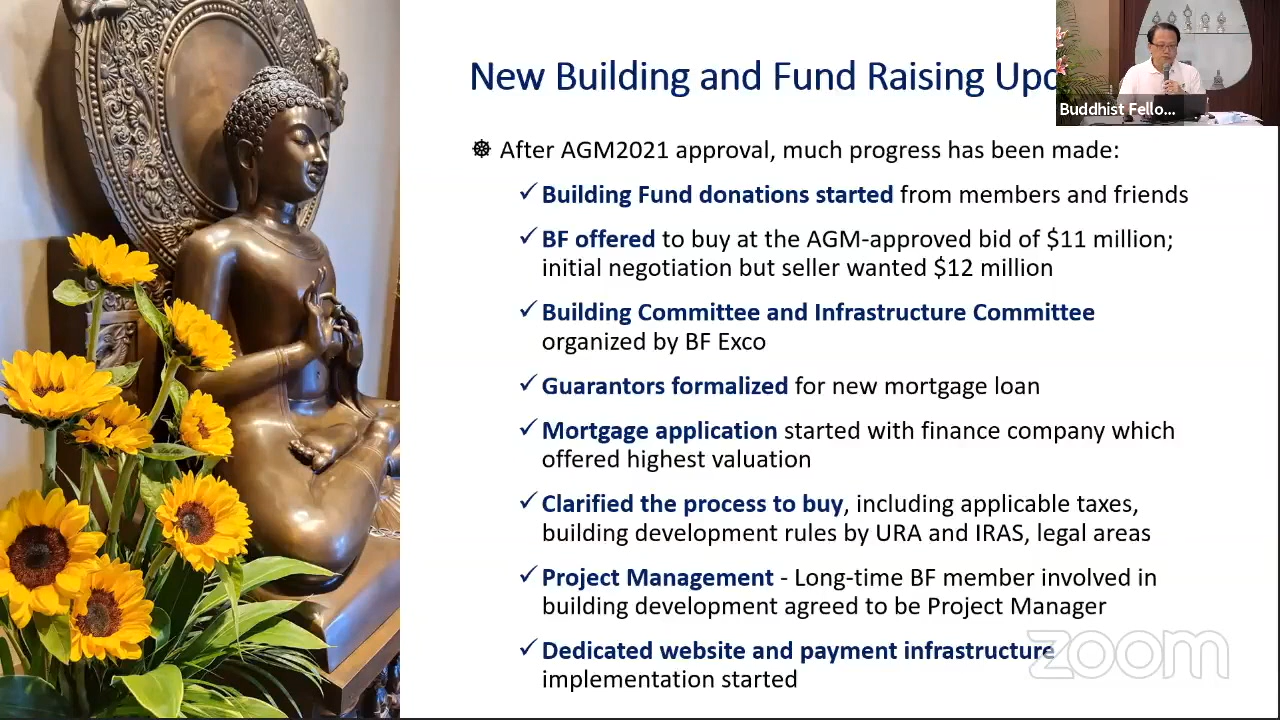 New Building and Fund Raising
Buddhist Fello...
After AGM2021 approval, much progress has been made:
✓ Building Fund donations started from members and friends
✓ BF offered to buy at the AGM-approved bid of $11 million;
initial negotiation but seller wanted $12 million
✓ Building Committee and Infrastructure Committee
organized by BF Exco
✓ Guarantors formalized for new mortgage loan
✓ Mortgage application started with finance company which
offered highest valuation
✓ Clarified the process to buy, including applicable taxes,
building development rules by URA and IRAS, legal areas
✓ Project Management - Long-time BF member involved in
building development agreed to be Project Manager
✓ Dedicated website and payment infrastructure
implementation started
zoom